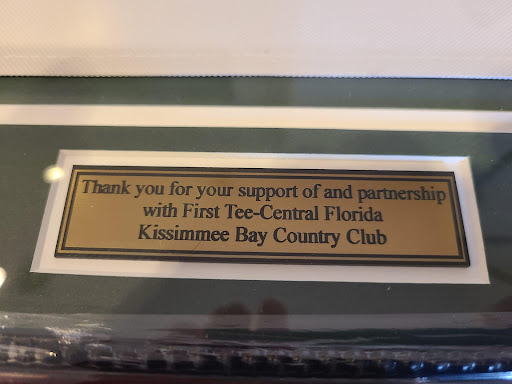 Thank you for your support of and partnership
with First Tee-Central Florida
Kissimmee Bay Country Club